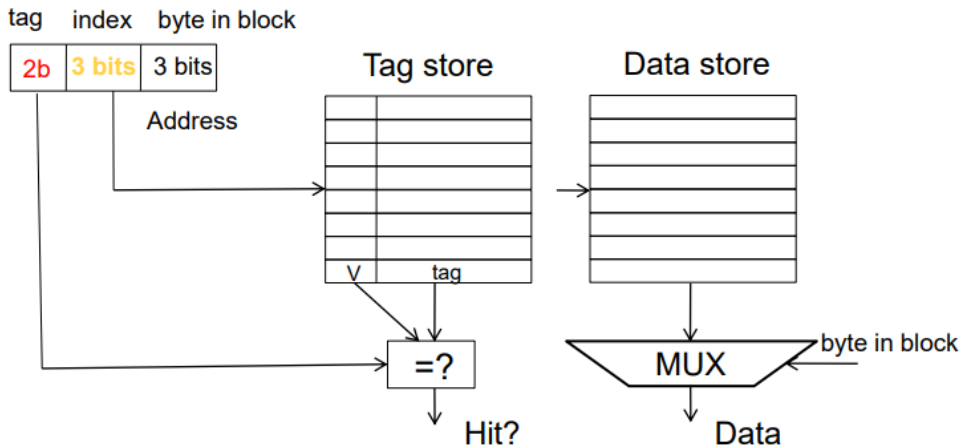 tag index byte in block
2b 3 bits 3 bits
Address
Tag store
Data store
V tag
=?
MUX
byte in block
Hit?
Data